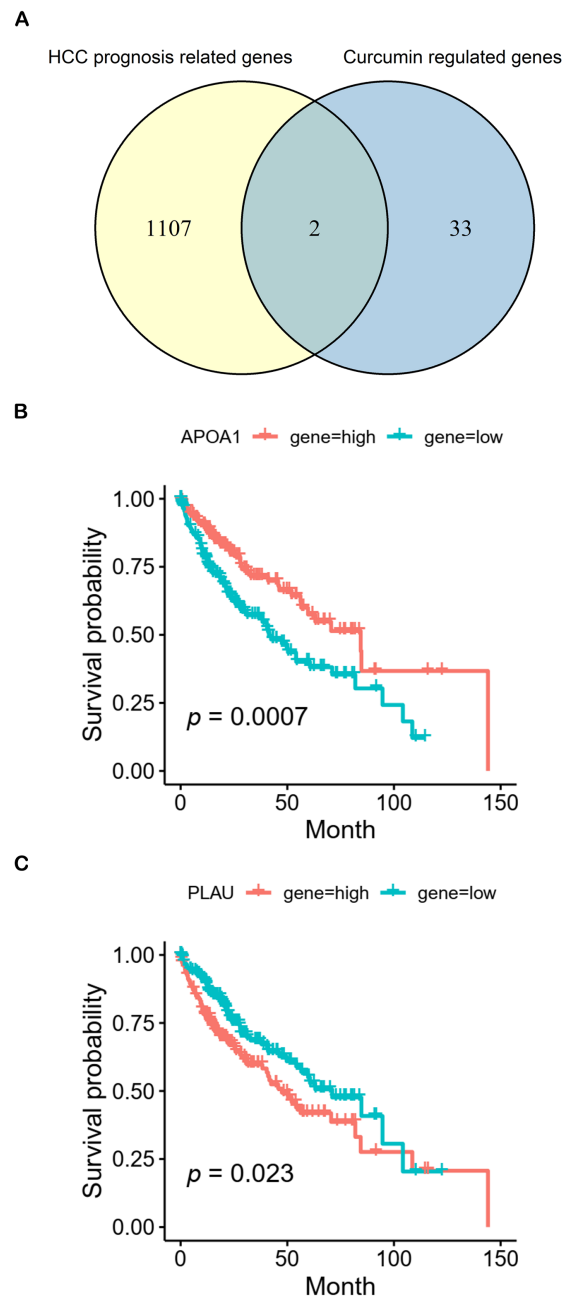 A
HCC prognosis related genes Curcumin regulated genes
1107 2 33
B
APOA1 gene=high gene=low
1.00
0.75
0.50
0.25
0.00
Survival probability
p = 0.0007
0 50 100 150
Month
C
PLAU gene=high gene=low
1.00
0.75
0.50
0.25
0.00
Survival probability
p = 0.023
0 50 100 150
Month